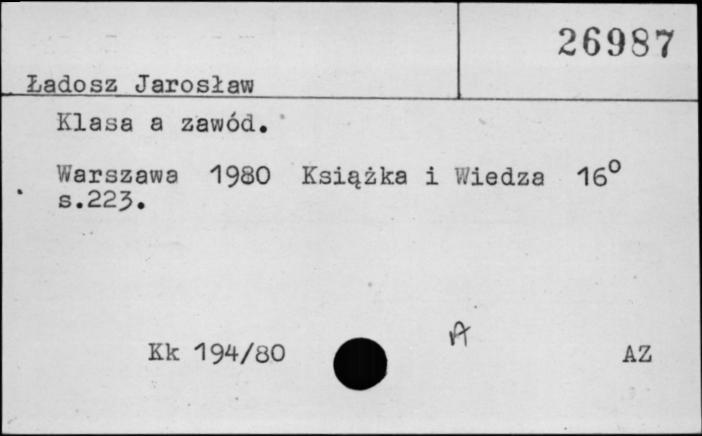 26987
Ładosz Jarosław
Klasa a zawód.
Warszawa 1980 Książka i Wiedza 16°
s.223.
A
Kk 194/80 AZ